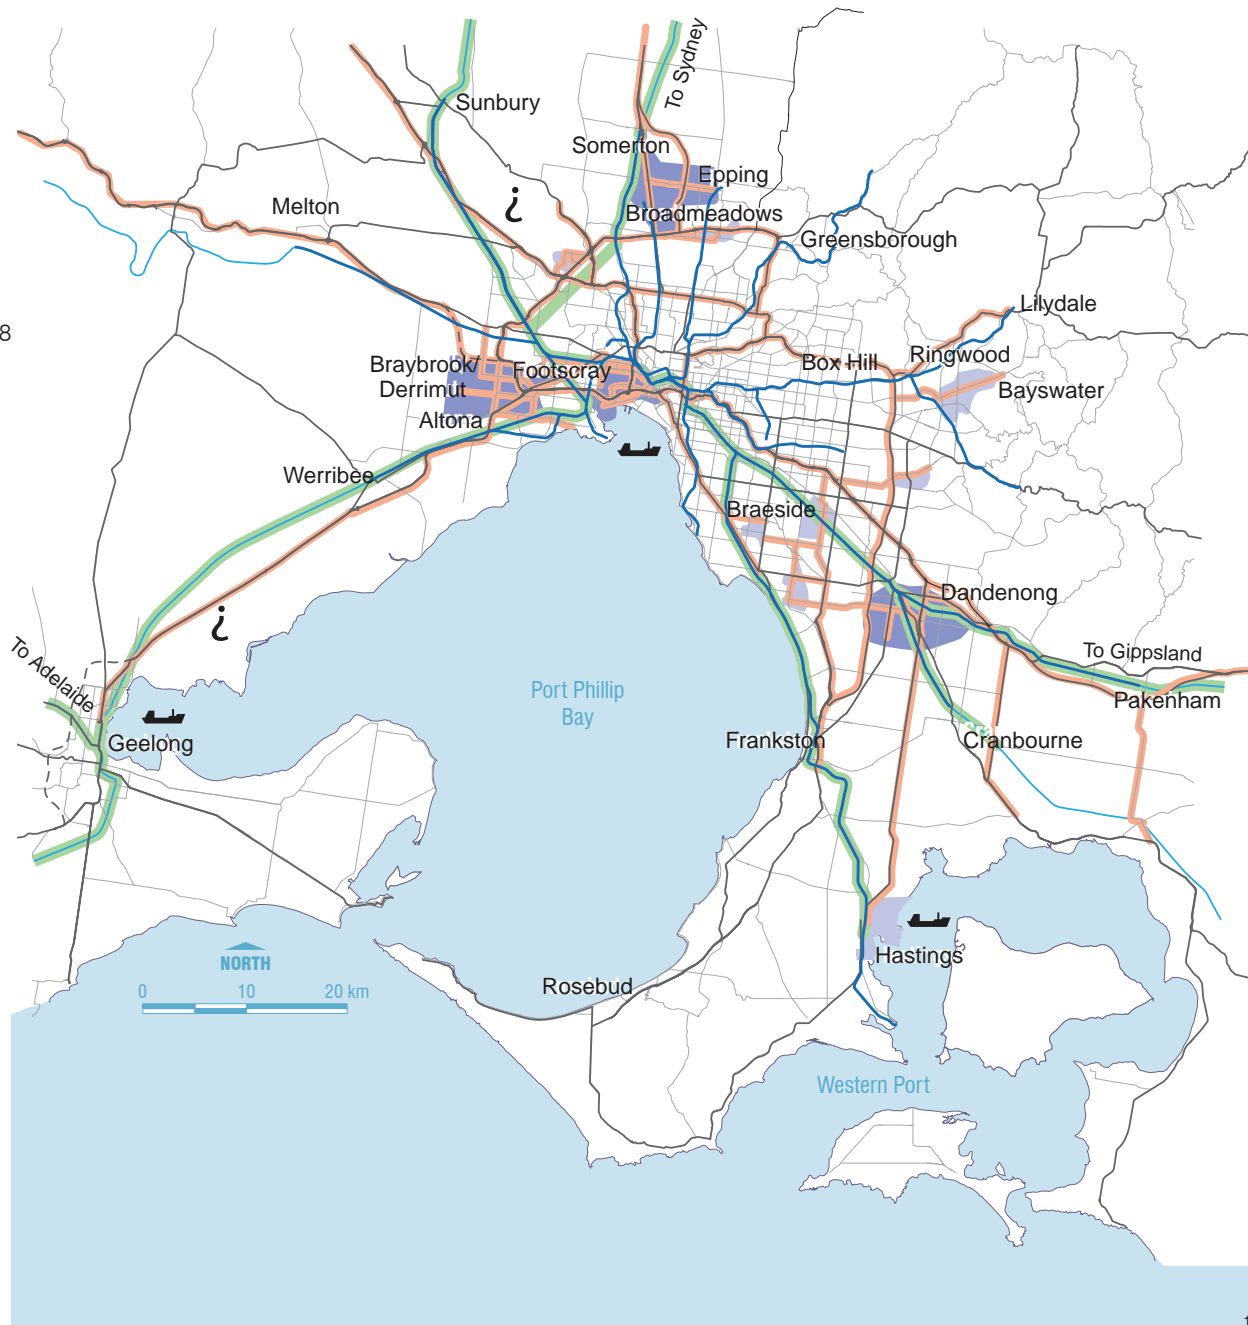 To Sydney
Sunbury
Somerton
Epping
Melton
Broadmeadows
Greensborough
Lilydale
8
Braybrook/
Derrimut
Footscray
Box Hill
Ringwood
Bayswater
Altona
Werribee
Braeside
Dandenong
To Adelaide
To Gippsland
Port Phillip
Bay
Pakenham
Geelong
Frankston
Cranbourne
Hastings
NORTH
0 10 20 km
Rosebud
Western Port